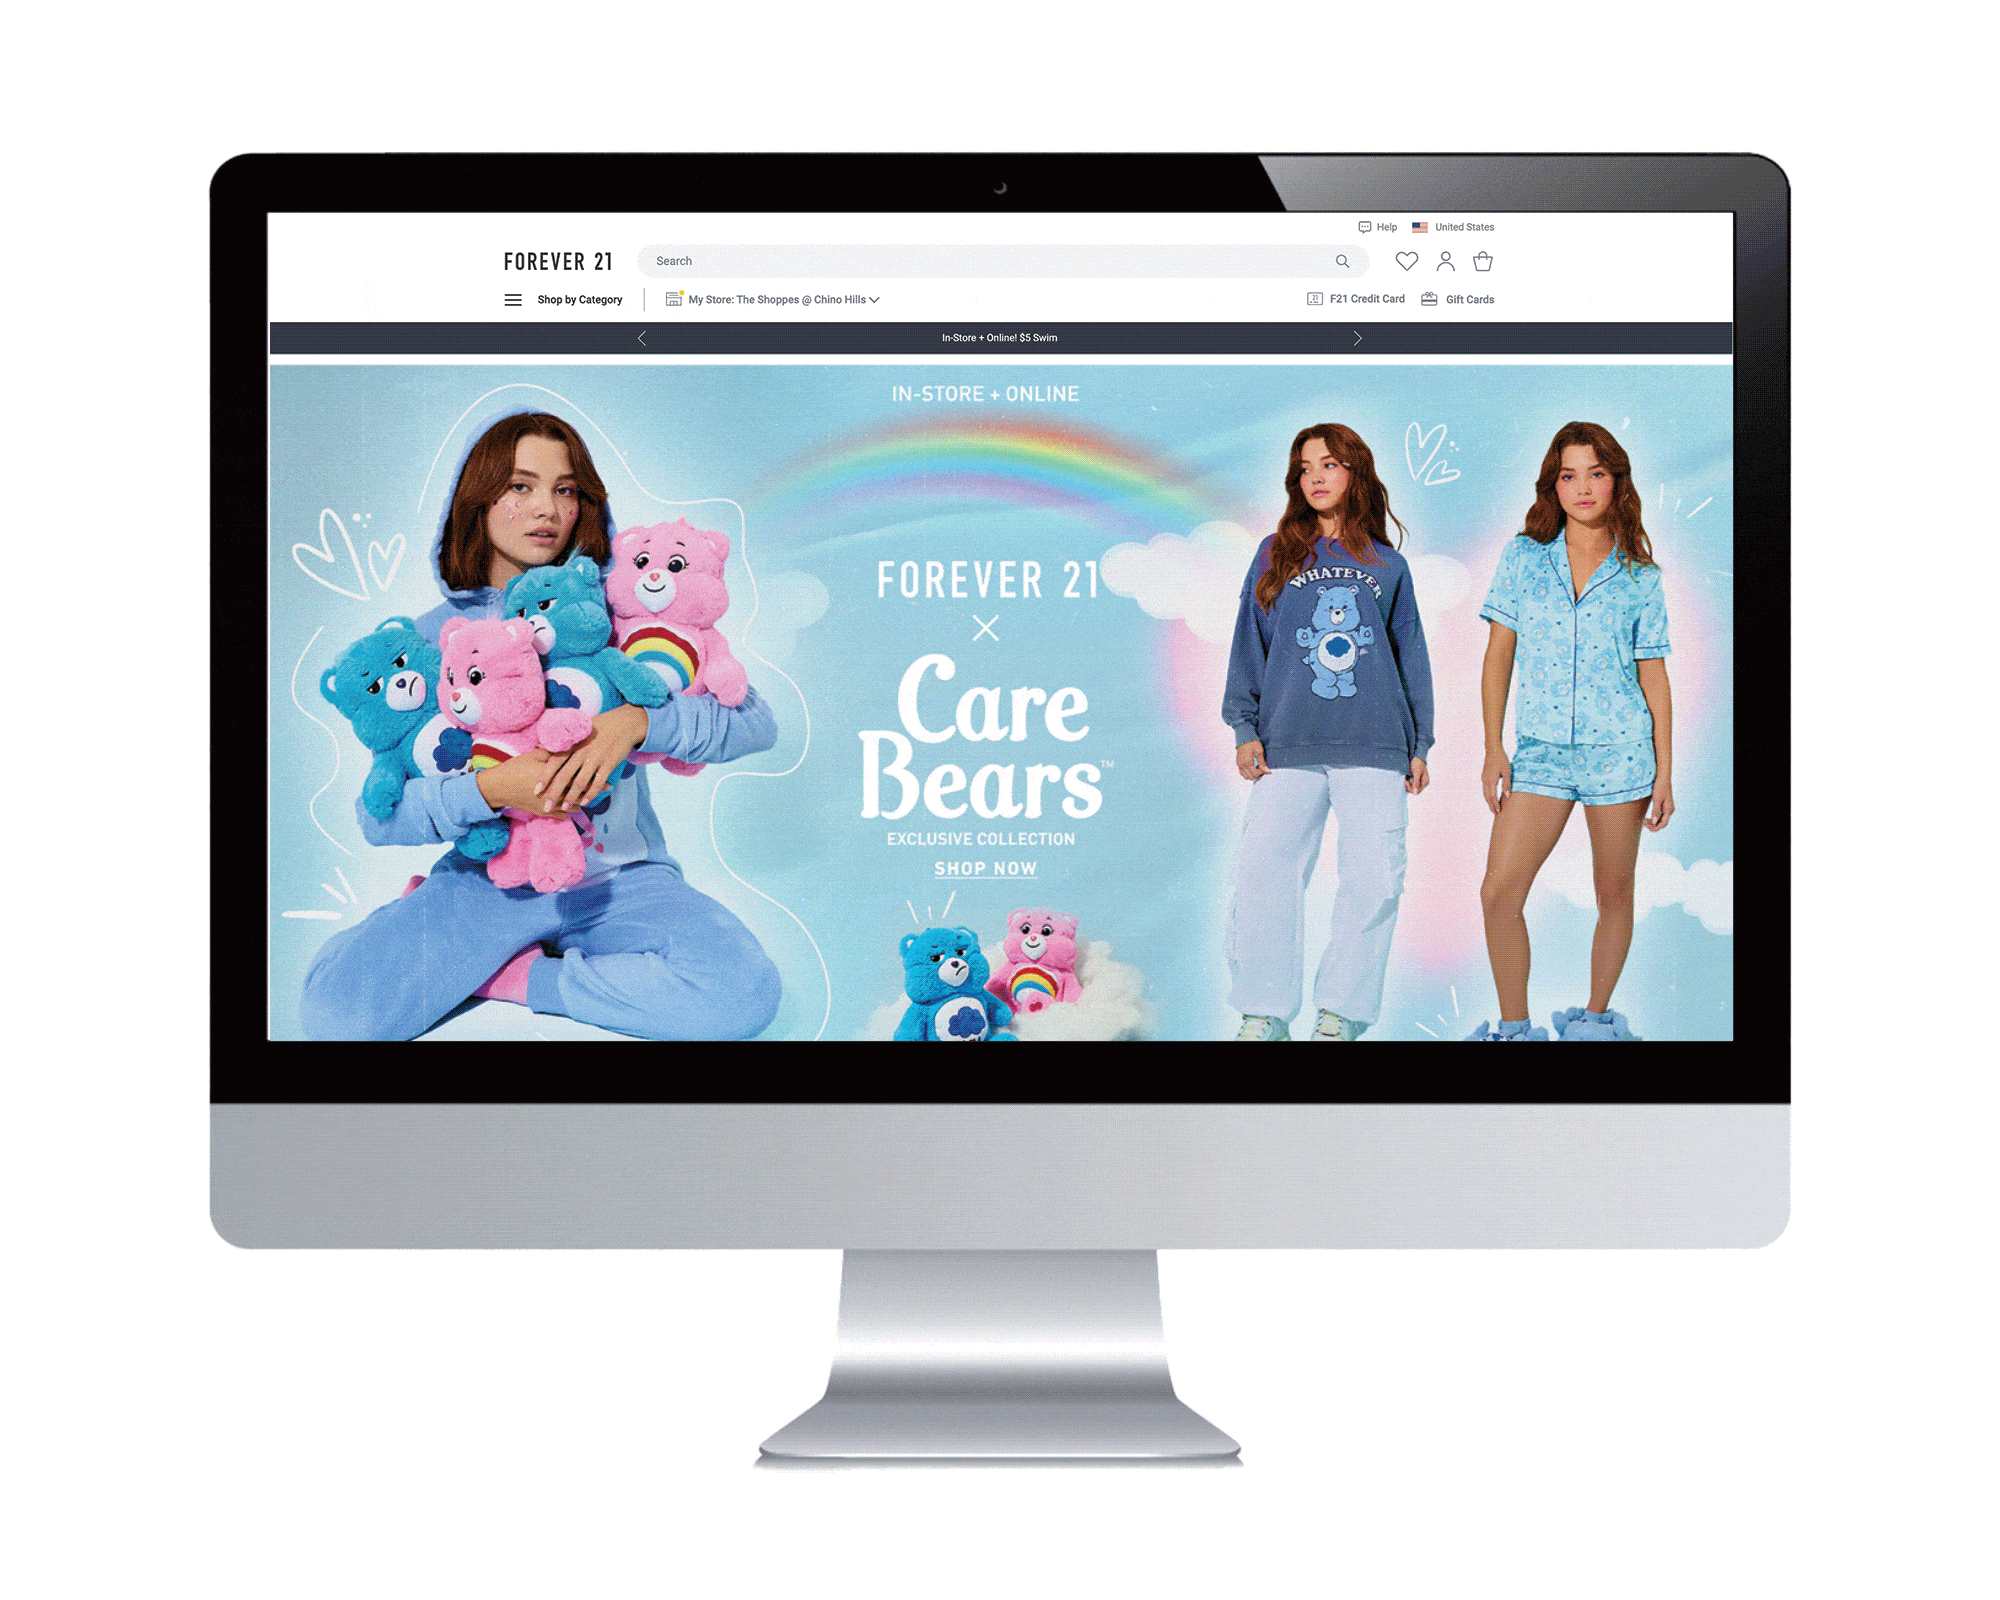 Help
United States
FOREVER 21
Search
Shop by Category
My Store: The Shoppes @ Chino Hills
F21 Credit Card
Gift Cards
In-Store + Online! $5 Swim
IN-STORE + ONLINE
FOREVER 21
×
Care
Bears™
EXCLUSIVE COLLECTION
SHOP NOW
WHATEVER